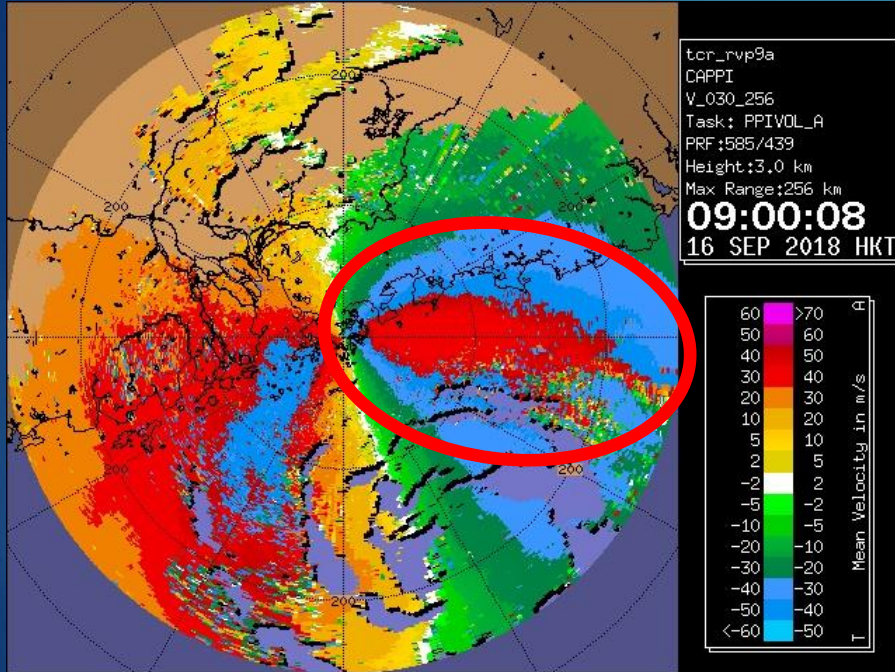 tcr_rvp9a
CAPPI
V_030_256
Task: PPIVOL_A
PRF:585/439
Height:3.0 km
Max Range:256 km
09:00:08
16 SEP 2018 HKT
200
200
200
200
200
200
60 >70
50 60
40 50
30 40
20 30
10 20
5 10
2 5
-2 2
-5 -2
-10 -5
-20 -10
-30 -20
-40 -30
-50 -40
<-60 -50
A
Mean Velocity in m/s
T